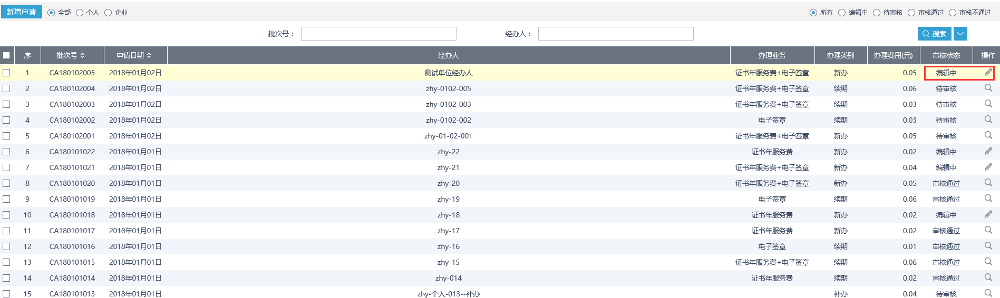 新增申请 全部 个人 企业 所有 编辑中 待审核 审核通过 审核不通过
批次号： 经办人： 搜索
序 批次号 申请日期 经办人 办理业务 办理类别 办理费用(元) 审核状态 操作
1 CA180102005 2018年01月02日 测试单位经办人 证书年服务费+电子签章 新办 0.05 编辑中
2 CA180102004 2018年01月02日 zhy-0102-005 证书年服务费+电子签章 续期 0.06 待审核
3 CA180102003 2018年01月02日 zhy-0102-003 证书年服务费+电子签章 续期 0.03 待审核
4 CA180102002 2018年01月02日 zhy-0102-002 电子签章 续期 0.03 待审核
5 CA180102001 2018年01月02日 zhy-01-02-001 证书年服务费+电子签章 新办 0.05 待审核
6 CA180101022 2018年01月01日 zhy-22 证书年服务费 新办 0.02 编辑中
7 CA180101021 2018年01月01日 zhy-21 证书年服务费+电子签章 新办 0.04 编辑中
8 CA180101020 2018年01月01日 zhy-20 证书年服务费+电子签章 新办 0.05 审核通过
9 CA180101019 2018年01月01日 zhy-19 电子签章 续期 0.06 审核通过
10 CA180101018 2018年01月01日 zhy-18 证书年服务费 新办 0.02 编辑中
11 CA180101017 2018年01月01日 zhy-17 证书年服务费 新办 0.02 审核通过
12 CA180101016 2018年01月01日 zhy-16 电子签章 续期 0.01 审核通过
13 CA180101015 2018年01月01日 zhy-15 证书年服务费+电子签章 续期 0.06 审核通过
14 CA180101014 2018年01月01日 zhy-014 证书年服务费 续期 0.02 审核通过
15 CA180101013 2018年01月01日 zhy-个人-013--补办 补办 0.04 待审核